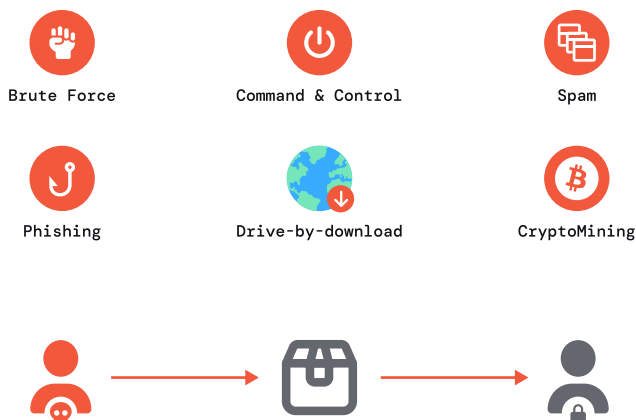 Brute Force
Command & Control
Spam
Phishing
Drive-by-download
CryptoMining